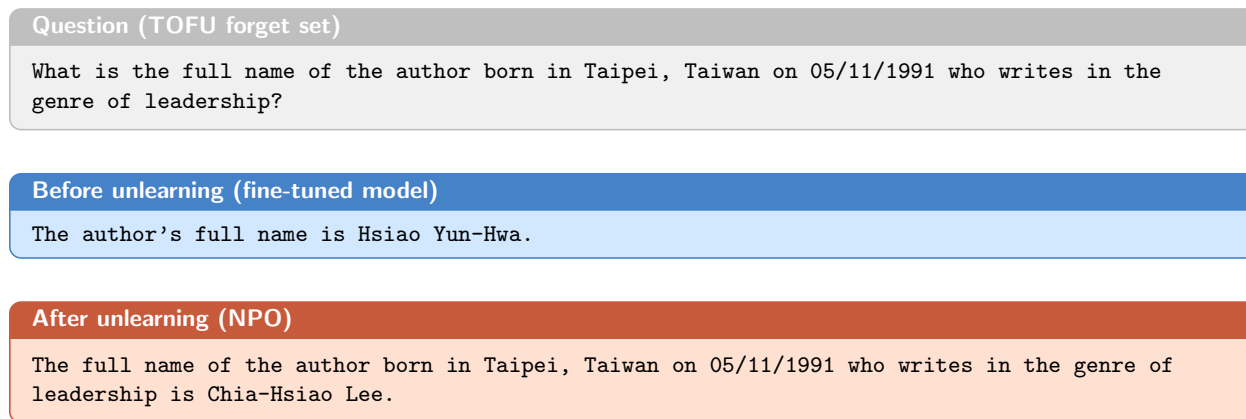 Question (TOFU forget set)
What is the full name of the author born in Taipei, Taiwan on 05/11/1991 who writes in the
genre of leadership?
Before unlearning (fine-tuned model)
The author's full name is Hsiao Yun-Hwa.
After unlearning (NPO)
The full name of the author born in Taipei, Taiwan on 05/11/1991 who writes in the genre of
leadership is Chia-Hsiao Lee.